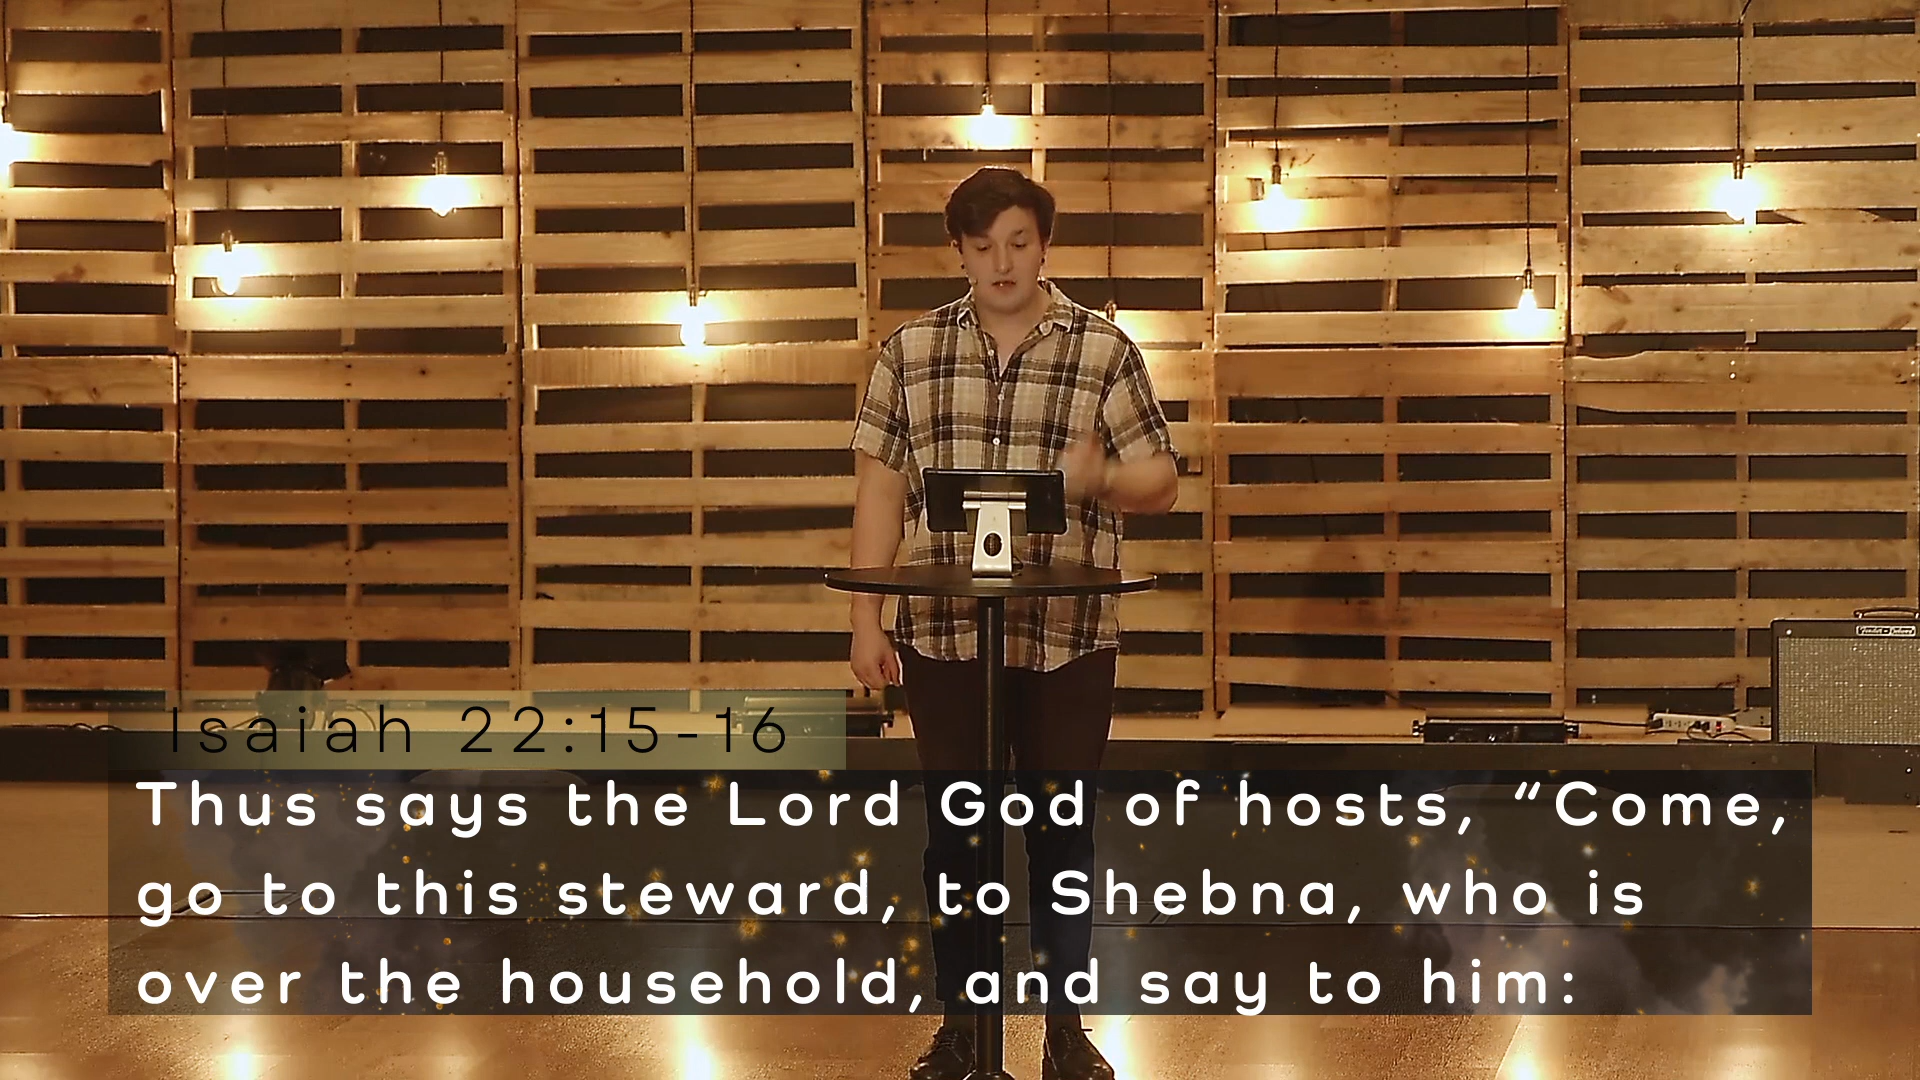 Isaiah 22:15-16
Thus says the Lord God of hosts, “Come,
go to this steward, to Shebna, who is
over the household, and say to him: